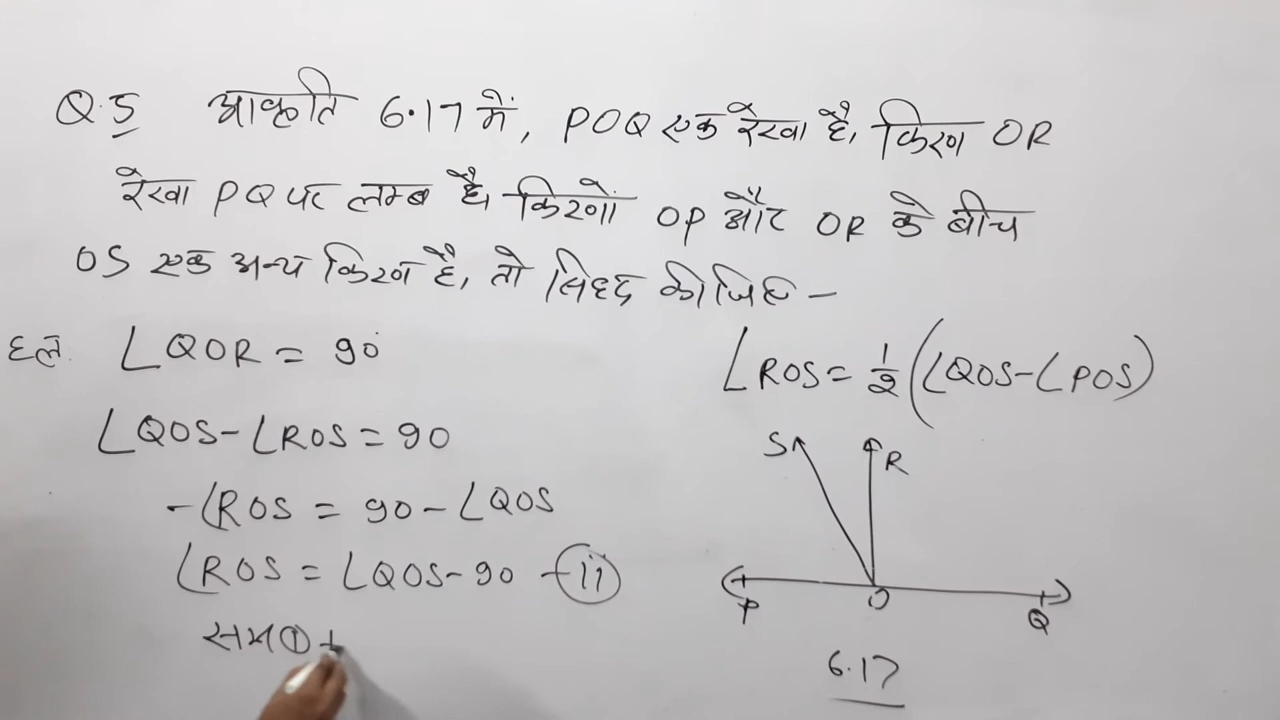 Q.5 आकृति 6.17 में, POQ एक रेखा है, किरण OR
रेखा PQ पर लम्ब है, किरणों OP और OR के बीच
OS एक अन्य किरण है, तो सिद्ध कीजिए –
हल. ∠QOR = 90°
∠ROS = 1/2 (∠QOS - ∠POS)
∠QOS - ∠ROS = 90
-∠ROS = 90 - ∠QOS
∠ROS = ∠QOS - 90 - (ii)
सम (i) +
S R
P O Q
6.17